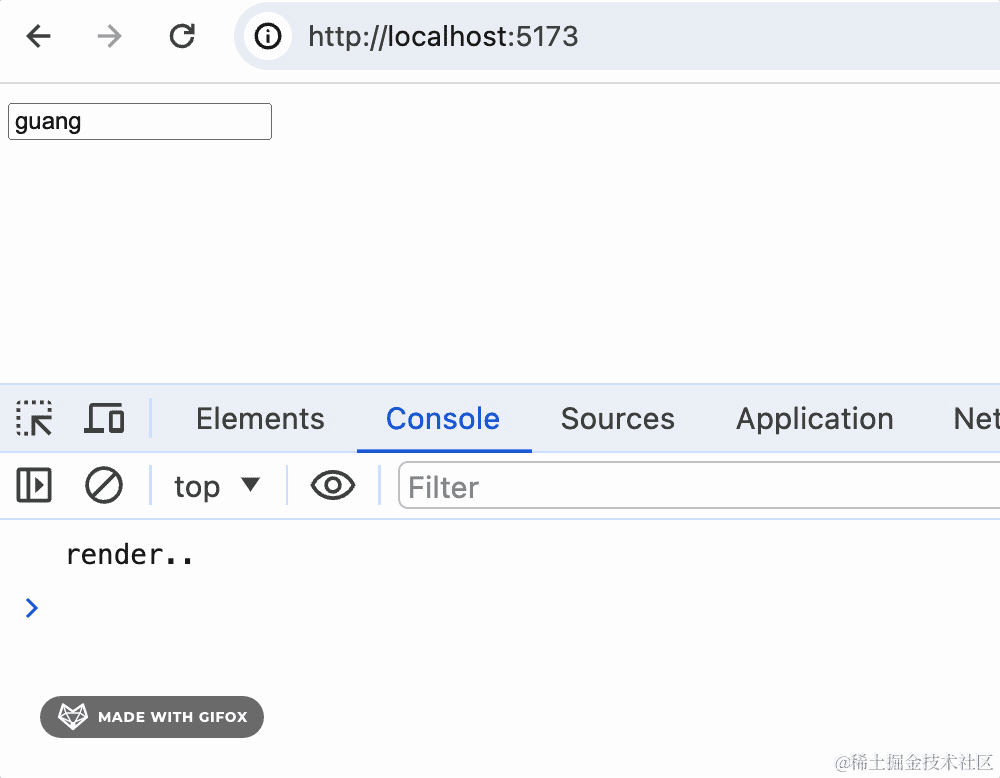 http://localhost:5173
guang
Elements Console Sources Application Net
top Filter
render..
MADE WITH GIFOX
@稀土掘金技术社区